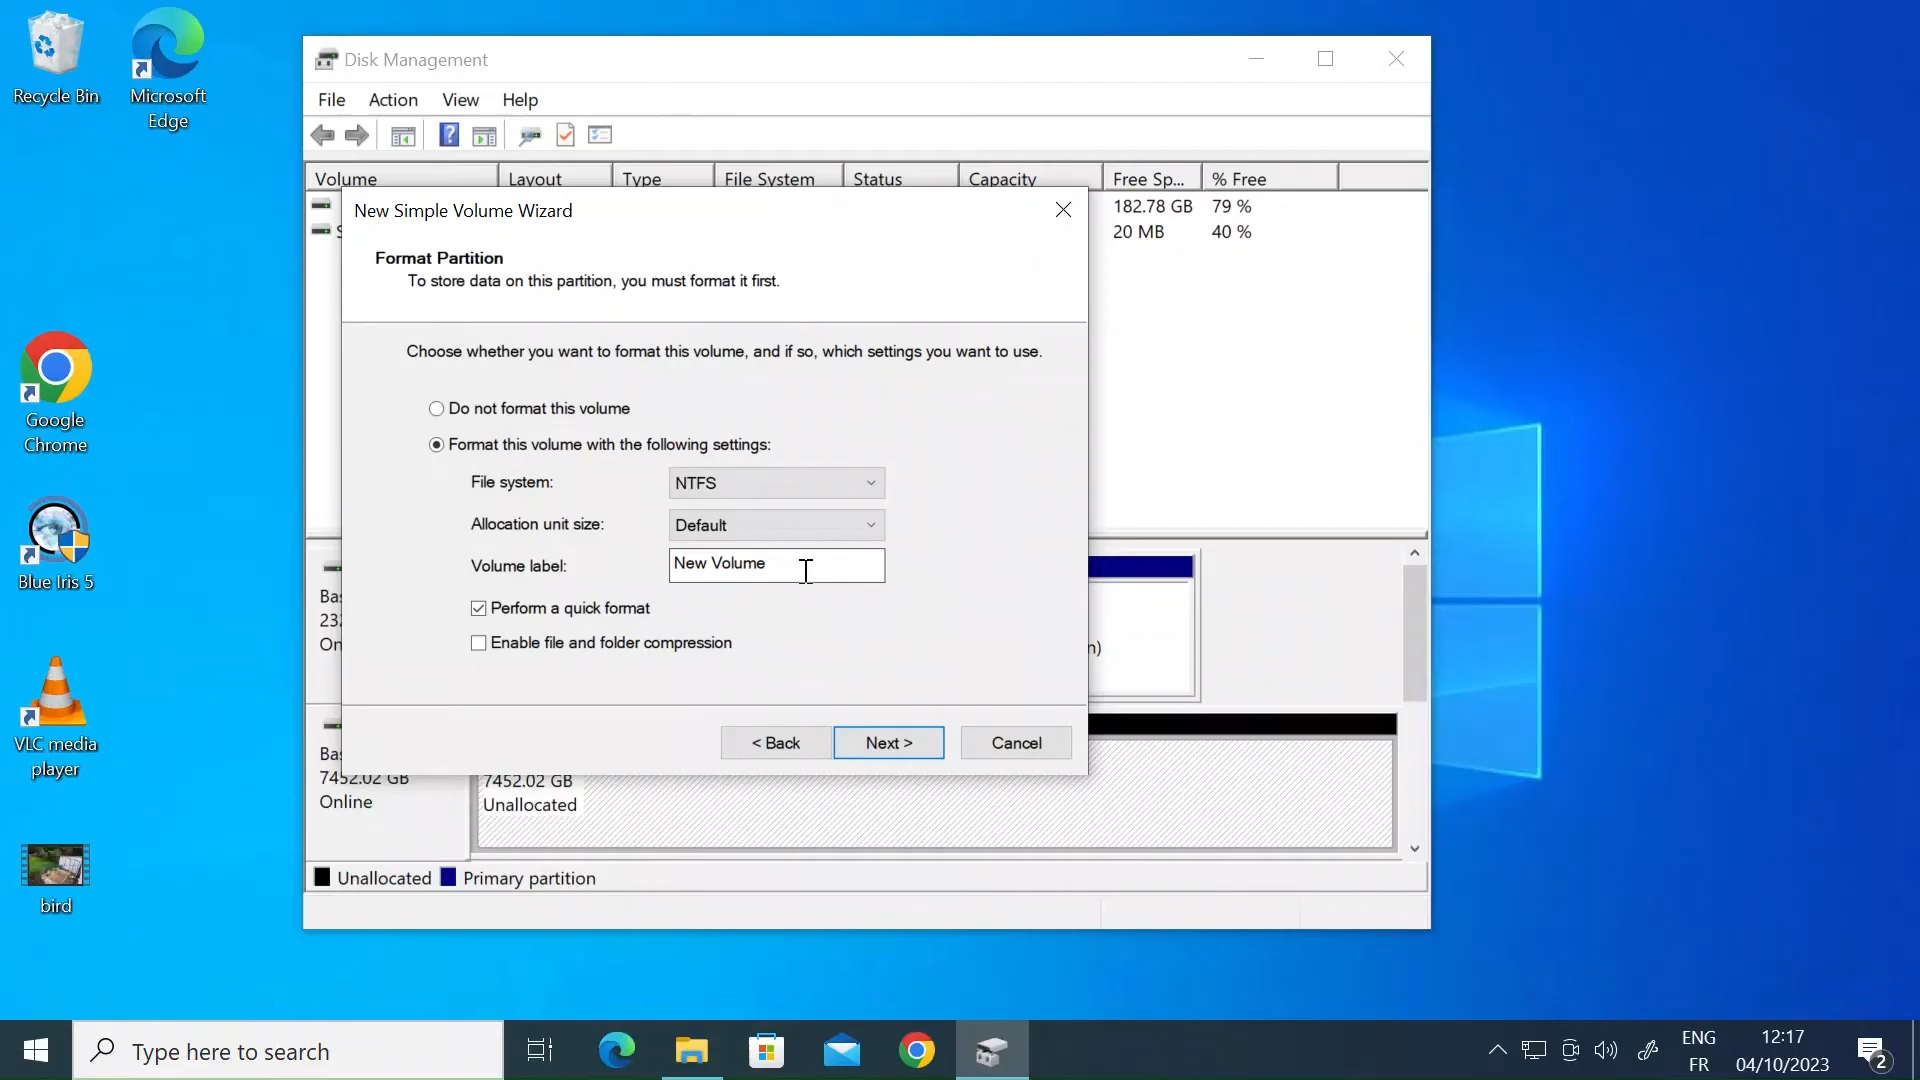 Recycle Bin
Microsoft
Edge
Google
Chrome
Blue Iris 5
VLC media
player
bird
Disk Management
File Action View Help
Volume Layout Type File System Status Capacity Free Sp... % Free
182.78 GB 79 %
20 MB 40 %
New Simple Volume Wizard
Format Partition
To store data on this partition, you must format it first.
Choose whether you want to format this volume, and if so, which settings you want to use.
Do not format this volume
Format this volume with the following settings:
File system: NTFS
Allocation unit size: Default
Volume label: New Volume
Perform a quick format
Enable file and folder compression
< Back Next > Cancel
7452.02 GB
Online
7452.02 GB
Unallocated
Unallocated Primary partition
Type here to search
ENG
FR
12:17
04/10/2023
2